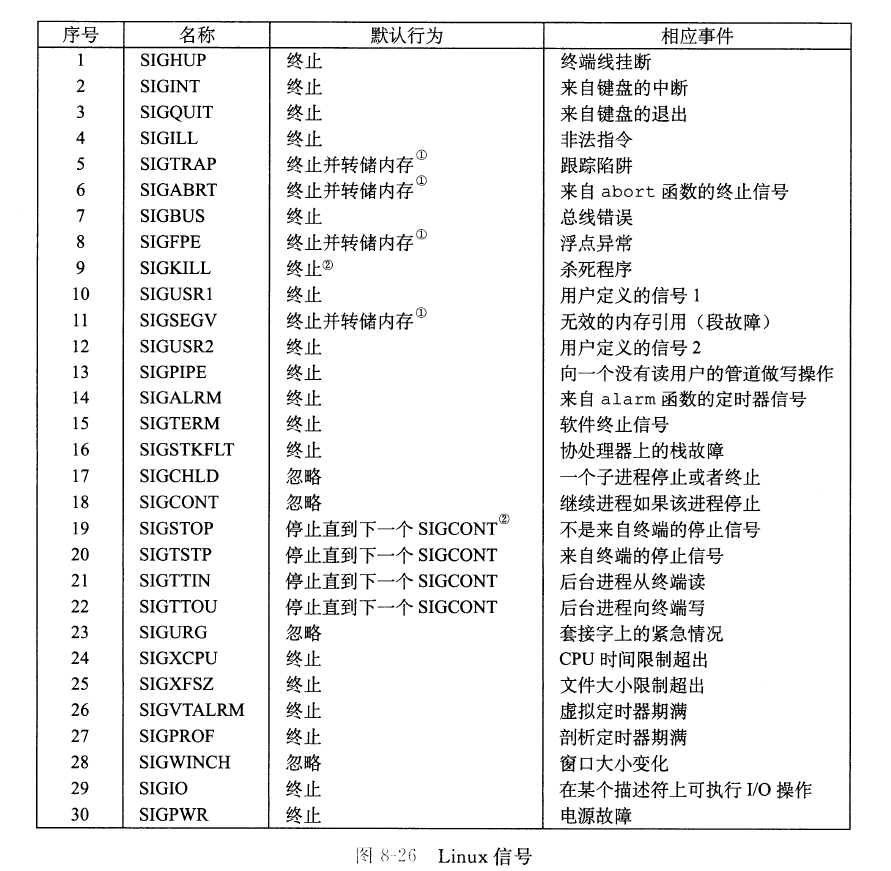 序号 名称 默认行为 相应事件
1 SIGHUP 终止 终端线挂断
2 SIGINT 终止 来自键盘的中断
3 SIGQUIT 终止 来自键盘的退出
4 SIGILL 终止 非法指令
5 SIGTRAP 终止并转储内存① 跟踪陷阱
6 SIGABRT 终止并转储内存① 来自 abort 函数的终止信号
7 SIGBUS 终止 总线错误
8 SIGFPE 终止并转储内存① 浮点异常
9 SIGKILL 终止② 杀死程序
10 SIGUSR1 终止 用户定义的信号 1
11 SIGSEGV 终止并转储内存① 无效的内存引用（段故障）
12 SIGUSR2 终止 用户定义的信号 2
13 SIGPIPE 终止 向一个没有读用户的管道做写操作
14 SIGALRM 终止 来自 alarm 函数的定时器信号
15 SIGTERM 终止 软件终止信号
16 SIGSTKFLT 终止 协处理器上的栈故障
17 SIGCHLD 忽略 一个子进程停止或者终止
18 SIGCONT 忽略 继续进程如果该进程停止
19 SIGSTOP 停止直到下一个 SIGCONT② 不是来自终端的停止信号
20 SIGTSTP 停止直到下一个 SIGCONT 来自终端的停止信号
21 SIGTTIN 停止直到下一个 SIGCONT 后台进程从终端读
22 SIGTTOU 停止直到下一个 SIGCONT 后台进程向终端写
23 SIGURG 忽略 套接字上的紧急情况
24 SIGXCPU 终止 CPU 时间限制超出
25 SIGXFSZ 终止 文件大小限制超出
26 SIGVTALRM 终止 虚拟定时器期满
27 SIGPROF 终止 剖析定时器期满
28 SIGWINCH 忽略 窗口大小变化
29 SIGIO 终止 在某个描述符上可执行 I/O 操作
30 SIGPWR 终止 电源故障
图 8-26 Linux 信号